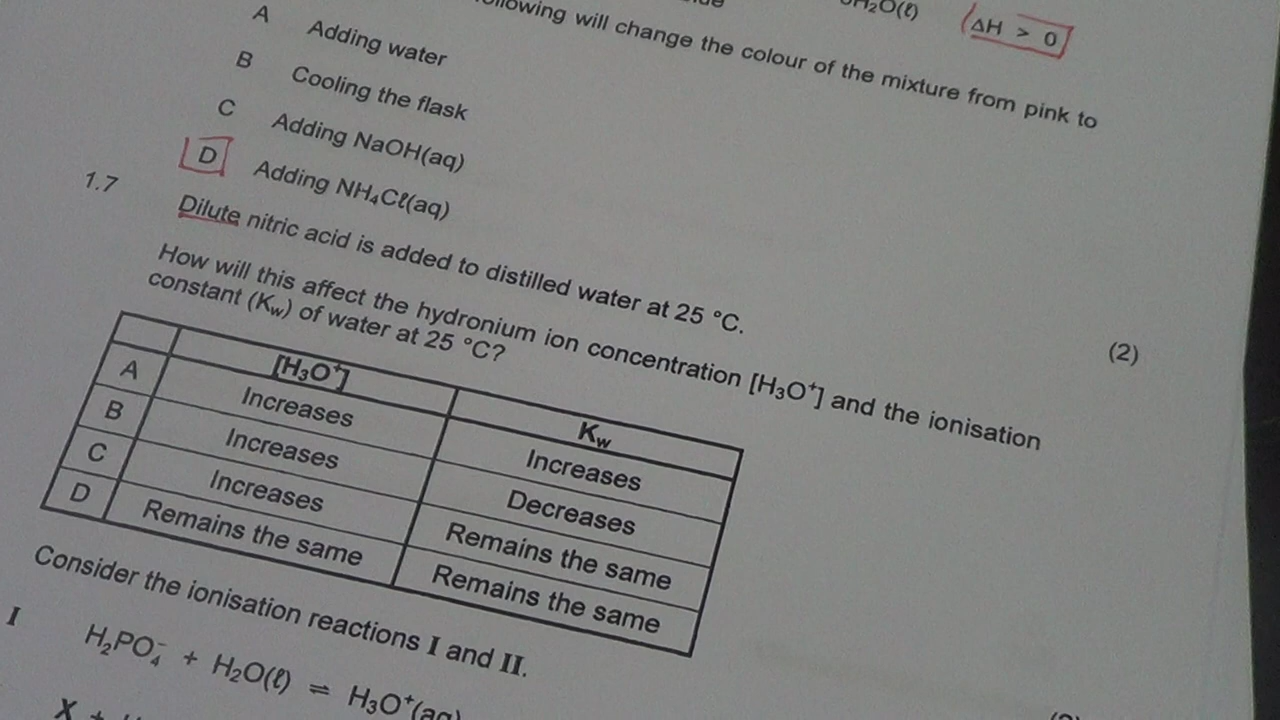 H₂O(ℓ) ΔH > 0
will change the colour of the mixture from pink to
A Adding water
B Cooling the flask
C Adding NaOH(aq)
D Adding NH₄Cℓ(aq)
1.7 Dilute nitric acid is added to distilled water at 25 °C.
How will this affect the hydronium ion concentration [H₃O⁺] and the ionisation
constant (Kw) of water at 25 °C?
(2)
[H₃O⁺] Kw
A Increases Increases
B Increases Decreases
C Increases Remains the same
D Remains the same Remains the same
Consider the ionisation reactions I and II.
I H₂PO₄⁻ + H₂O(ℓ) ⇌ H₃O⁺(aq)
X +